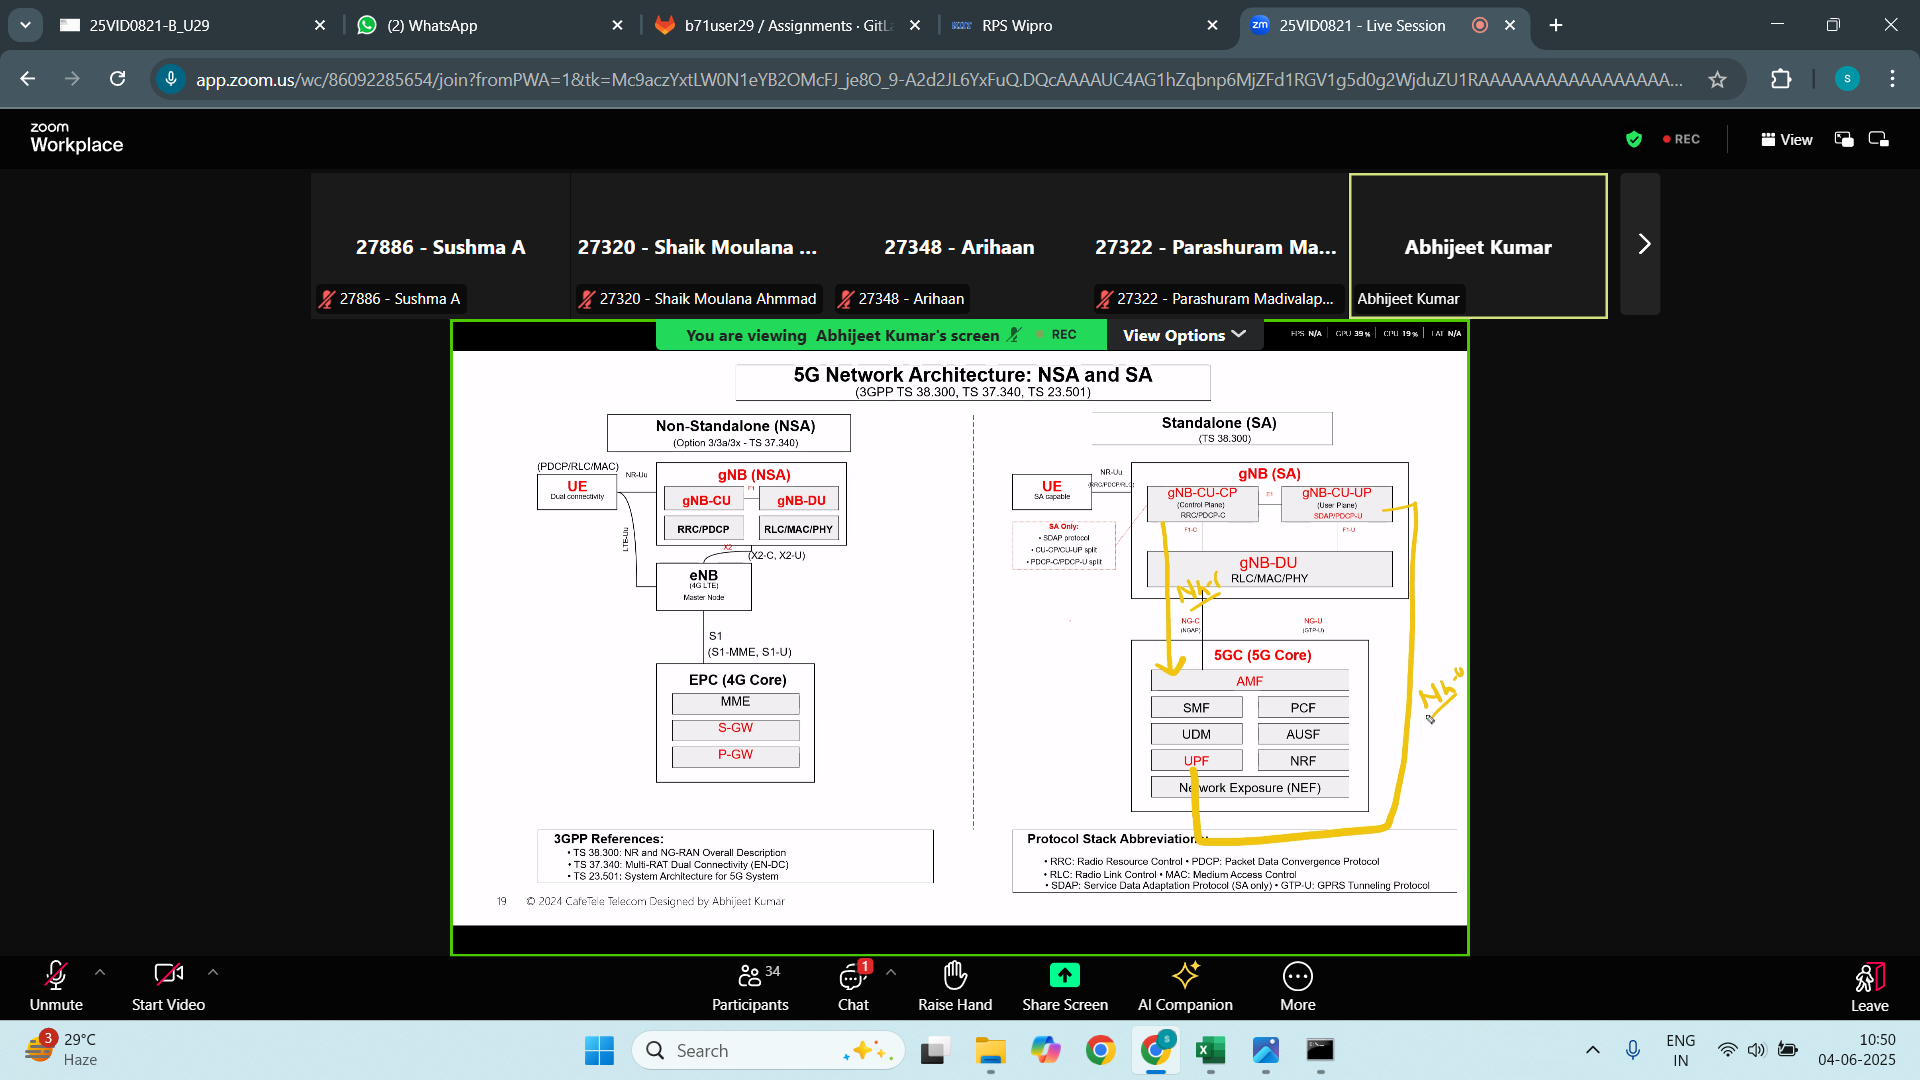 25VID0821-B_U29
(2) WhatsApp
b71user29 / Assignments · GitLa
RPS Wipro
25VID0821 - Live Session
app.zoom.us/wc/86092285654/join?fromPWA=1&tk=Mc9aczYxtLW0N1eYB2OMcFJ_je8O_9-A2d2JL6YxFuQ.DQcAAAAUC4AG1hZqbnp6MjZFd1RGV1g5d0g2WjduZU1RAAAAAAAAAAAAAAAAA...
S
zoom
Workplace
REC
View
27886 - Sushma A
27320 - Shaik Moulana ...
27348 - Arihaan
27322 - Parashuram Ma...
Abhijeet Kumar
27886 - Sushma A
27320 - Shaik Moulana Ahmmad
27348 - Arihaan
27322 - Parashuram Madivalap...
Abhijeet Kumar
You are viewing Abhijeet Kumar's screen
REC
View Options
FPS N/A | GPU 39 % | CPU 19 % | LAT N/A
5G Network Architecture: NSA and SA
(3GPP TS 38.300, TS 37.340, TS 23.501)
Non-Standalone (NSA)
(Option 3/3a/3x - TS 37.340)
(PDCP/RLC/MAC)
UE
Dual connectivity
NR-Uu
LTE-Uu
gNB (NSA)
gNB-CU
F1
gNB-DU
RRC/PDCP
RLC/MAC/PHY
X2
(X2-C, X2-U)
eNB
(4G LTE)
Master Node
S1
(S1-MME, S1-U)
EPC (4G Core)
MME
S-GW
P-GW
3GPP References:
• TS 38.300: NR and NG-RAN Overall Description
• TS 37.340: Multi-RAT Dual Connectivity (EN-DC)
• TS 23.501: System Architecture for 5G System
19 © 2024 CafeTele Telecom Designed by Abhijeet Kumar
Standalone (SA)
(TS 38.300)
UE
SA capable
NR-Uu
(RRC/PDCP/RLC)
gNB (SA)
gNB-CU-CP
(Control Plane)
RRC/PDCP-C
E1
gNB-CU-UP
(User Plane)
SDAP/PDCP-U
F1-C
F1-U
SA Only:
• SDAP protocol
• CU-CP/CU-UP split
• PDCP-C/PDCP-U split
gNB-DU
RLC/MAC/PHY
NG-C
(NGAP)
NG-U
(GTP-U)
5GC (5G Core)
AMF
SMF
PCF
UDM
AUSF
UPF
NRF
Network Exposure (NEF)
Protocol Stack Abbreviations:
• RRC: Radio Resource Control • PDCP: Packet Data Convergence Protocol
• RLC: Radio Link Control • MAC: Medium Access Control
• SDAP: Service Data Adaptation Protocol (SA only) • GTP-U: GPRS Tunneling Protocol
Unmute
Start Video
34
Participants
1
Chat
Raise Hand
Share Screen
AI Companion
More
Leave
3
29°C
Haze
Search
ENG
IN
10:50
04-06-2025